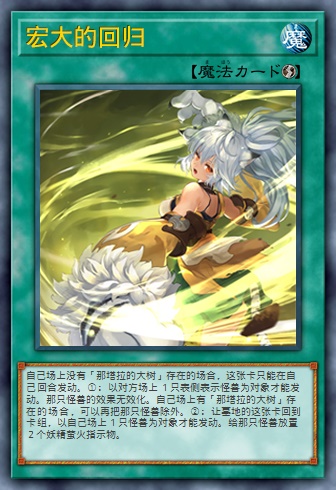 宏大的回归
魔
【魔法カード】
自己场上没有「那塔拉的大树」存在的场合，这张卡只能在自
己回合发动。①：以对方场上１只表侧表示怪兽为对象才能发
动。那只怪兽的效果无效化。自己场上有「那塔拉的大树」存
在的场合，可以再把那只怪兽除外。②：让墓地的这张卡回到
卡组，以自己场上１只怪兽为对象才能发动。给那只怪兽放置
２个妖精萤火指示物。